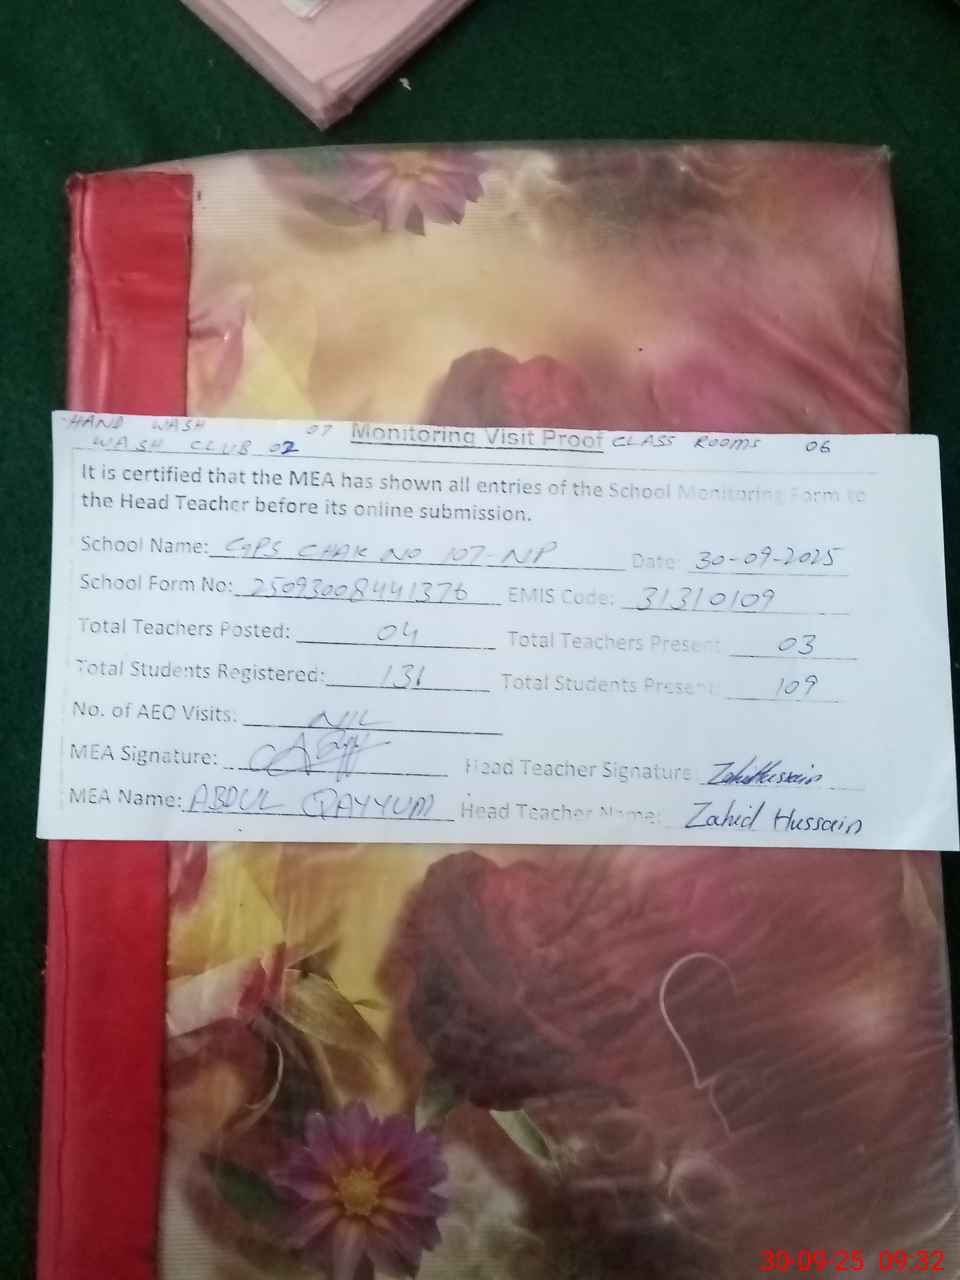 HAND WASH 07 Monitoring Visit Proof CLASS ROOMS 06
WASH CLUB 02
It is certified that the MEA has shown all entries of the School Monitoring Form to
the Head Teacher before its online submission.
School Name: GPS CHAK NO 107-NP Date: 30-09-2025
School Form No: 25093008441376 EMIS Code: 31310109
Total Teachers Posted: 04 Total Teachers Present: 03
Total Students Registered: 131 Total Students Present: 109
No. of AEO Visits: NIL
MEA Signature: Head Teacher Signature Zahid Hussain
MEA Name: ABDUL QAYYUM Head Teacher Name: Zahid Hussain
30-09-25 09:32